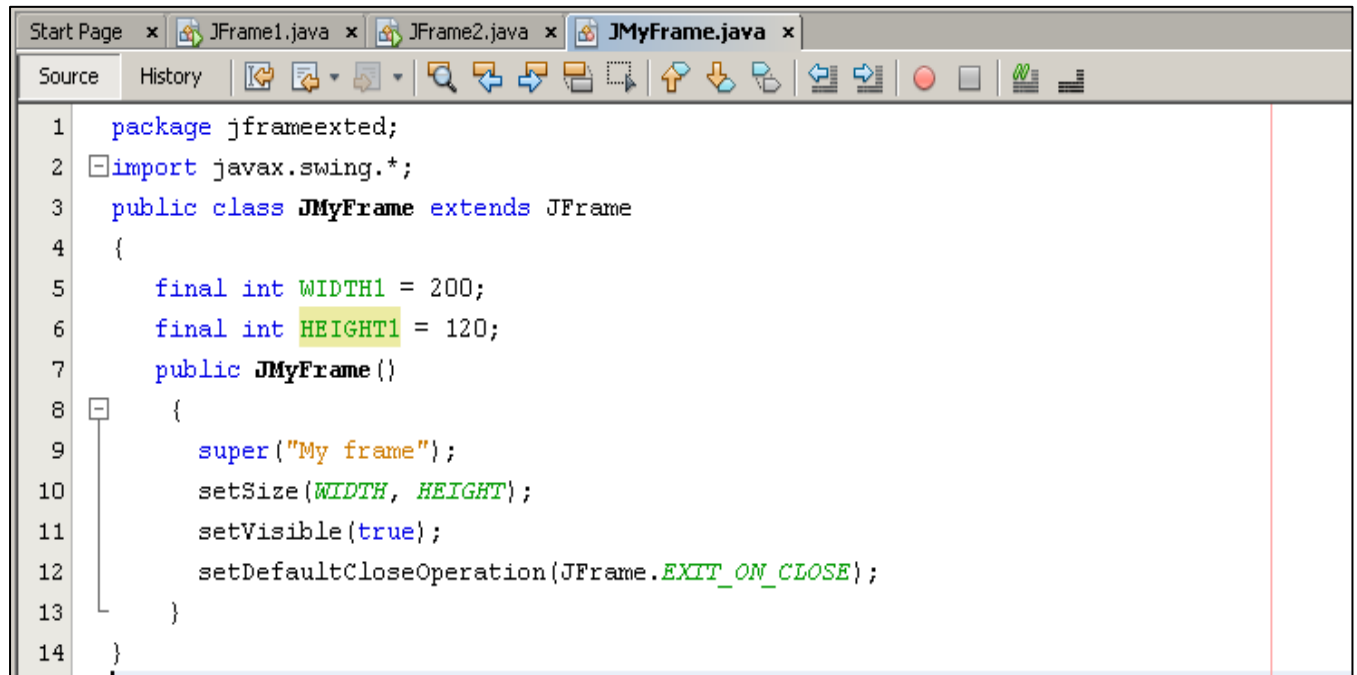 Start Page x JFrame1.java x JFrame2.java x JMyFrame.java x
Source History
1 package jframeexted;
2 import javax.swing.*;
3 public class JMyFrame extends JFrame
4 {
5 final int WIDTH1 = 200;
6 final int HEIGHT1 = 120;
7 public JMyFrame()
8 {
9 super("My frame");
10 setSize(WIDTH, HEIGHT);
11 setVisible(true);
12 setDefaultCloseOperation(JFrame.EXIT_ON_CLOSE);
13 }
14 }